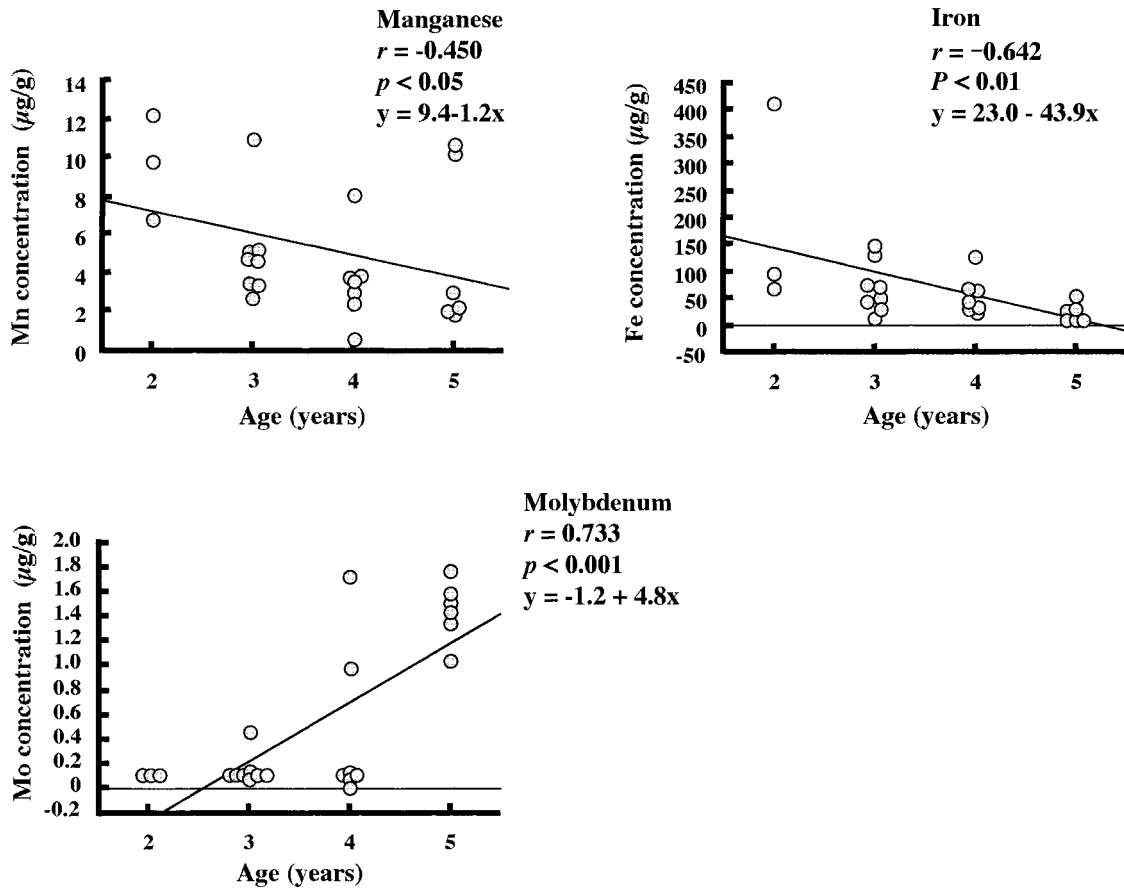 Manganese
r = -0.450
p < 0.05
y = 9.4-1.2x
Mn concentration (µg/g)
14
12
10
8
6
4
2
0
2 3 4 5
Age (years)
Iron
r = −0.642
P < 0.01
y = 23.0 - 43.9x
Fe concentration (µg/g)
450
400
350
300
250
200
150
100
50
0
-50
2 3 4 5
Age (years)
Molybdenum
r = 0.733
p < 0.001
y = -1.2 + 4.8x
Mo concentration (µg/g)
2.0
1.8
1.6
1.4
1.2
1.0
0.8
0.6
0.4
0.2
0
-0.2
2 3 4 5
Age (years)